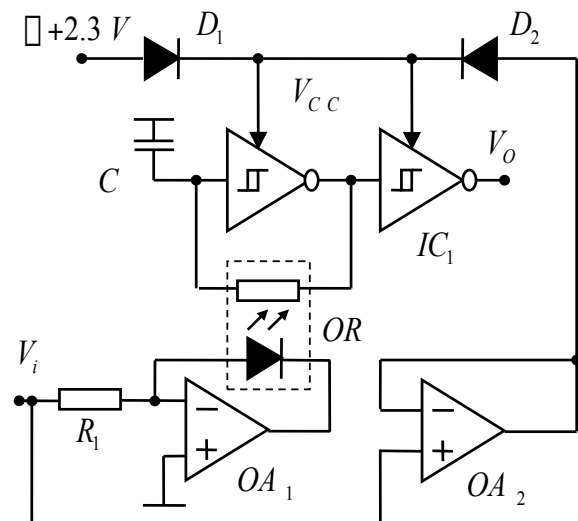 ▯ +2.3 V
D1
D2
VCC
VO
C
IC1
OR
Vi
R1
−
+
OA1
−
+
OA2